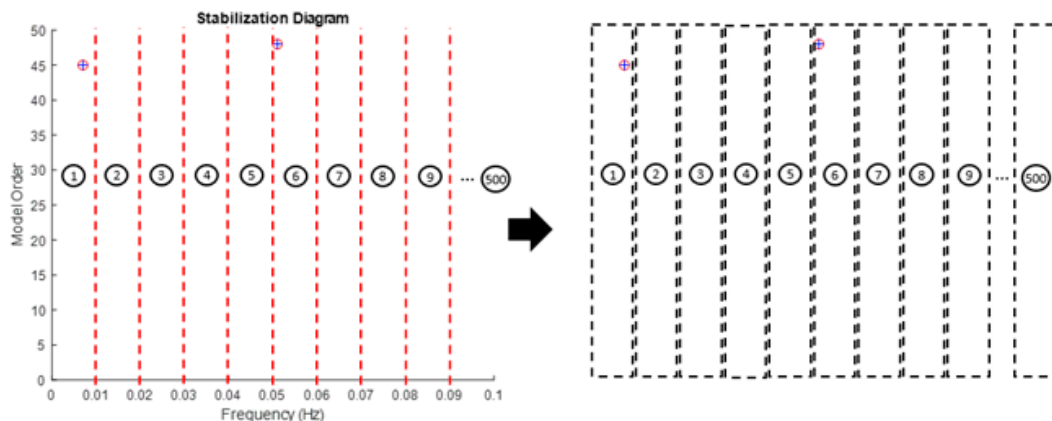 Stabilization Diagram
50
45
40
35
30
25
20
15
10
5
0
Model Order
1 2 3 4 5 6 7 8 9 ... 500
0 0.01 0.02 0.03 0.04 0.05 0.06 0.07 0.08 0.09 0.1
Frequency (Hz)
1 2 3 4 5 6 7 8 9 ... 500